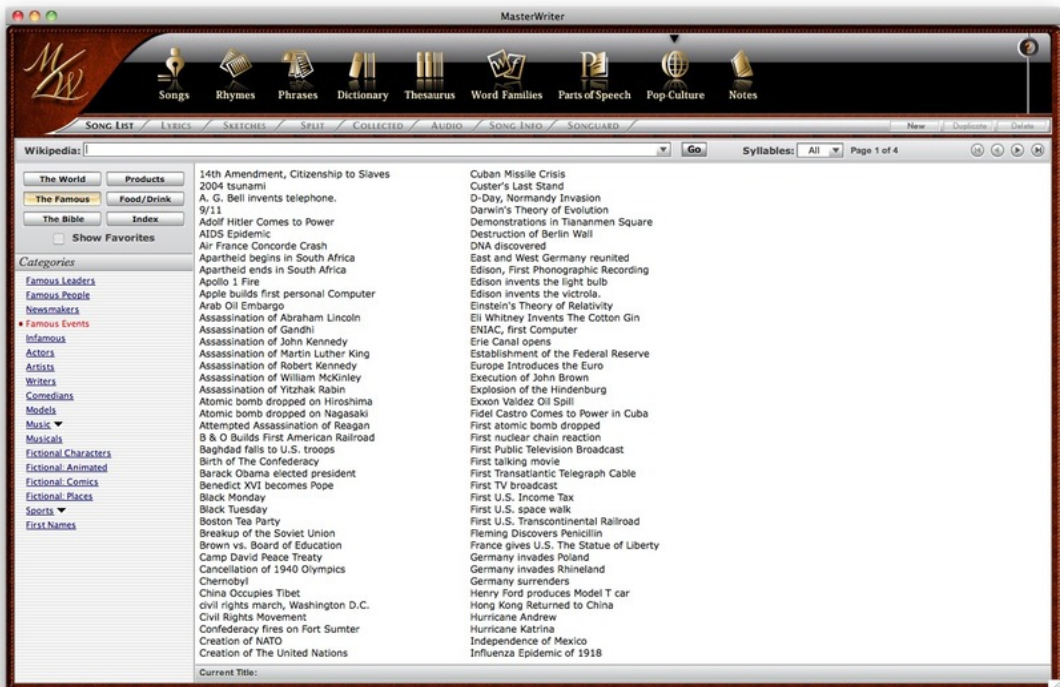 MasterWriter
MW
Songs Rhymes Phrases Dictionary Thesaurus Word Families Parts of Speech Pop-Culture Notes
?
SONG LIST / LYRICS / SKETCHES / SPLIT / COLLECTED / AUDIO / SONG INFO / SONGUARD /
New Duplicate Delete
Wikipedia: Go Syllables: All Page 1 of 4
The World Products
The Famous Food/Drink
The Bible Index
Show Favorites
Categories
Famous Leaders
Famous People
Newsmakers
Famous Events
Infamous
Actors
Artists
Writers
Comedians
Models
Music
Musicals
Fictional Characters
Fictional: Animated
Fictional: Comics
Fictional: Places
Sports
First Names
14th Amendment, Citizenship to Slaves
2004 tsunami
A. G. Bell invents telephone.
9/11
Adolf Hitler Comes to Power
AIDS Epidemic
Air France Concorde Crash
Apartheid begins in South Africa
Apartheid ends in South Africa
Apollo 1 Fire
Apple builds first personal Computer
Arab Oil Embargo
Assassination of Abraham Lincoln
Assassination of Gandhi
Assassination of John Kennedy
Assassination of Martin Luther King
Assassination of Robert Kennedy
Assassination of William McKinley
Assassination of Yitzhak Rabin
Atomic bomb dropped on Hiroshima
Atomic bomb dropped on Nagasaki
Attempted Assassination of Reagan
B & O Builds First American Railroad
Baghdad falls to U.S. troops
Birth of The Confederacy
Barack Obama elected president
Benedict XVI becomes Pope
Black Monday
Black Tuesday
Boston Tea Party
Breakup of the Soviet Union
Brown vs. Board of Education
Camp David Peace Treaty
Cancellation of 1940 Olympics
Chernobyl
China Occupies Tibet
civil rights march, Washington D.C.
Civil Rights Movement
Confederacy fires on Fort Sumter
Creation of NATO
Creation of The United Nations
Cuban Missile Crisis
Custer's Last Stand
D-Day, Normandy Invasion
Darwin's Theory of Evolution
Demonstrations in Tiananmen Square
Destruction of Berlin Wall
DNA discovered
East and West Germany reunited
Edison, First Phonographic Recording
Edison invents the light bulb
Edison invents the victrola.
Einstein's Theory of Relativity
Eli Whitney Invents The Cotton Gin
ENIAC, first Computer
Erie Canal opens
Establishment of the Federal Reserve
Europe Introduces the Euro
Execution of John Brown
Explosion of the Hindenburg
Exxon Valdez Oil Spill
Fidel Castro Comes to Power in Cuba
First atomic bomb dropped
First nuclear chain reaction
First Public Television Broadcast
First talking movie
First Transatlantic Telegraph Cable
First TV broadcast
First U.S. Income Tax
First U.S. space walk
First U.S. Transcontinental Railroad
Fleming Discovers Penicillin
France gives U.S. The Statue of Liberty
Germany invades Poland
Germany invades Rhineland
Germany surrenders
Henry Ford produces Model T car
Hong Kong Returned to China
Hurricane Andrew
Hurricane Katrina
Independence of Mexico
Influenza Epidemic of 1918
Current Title: